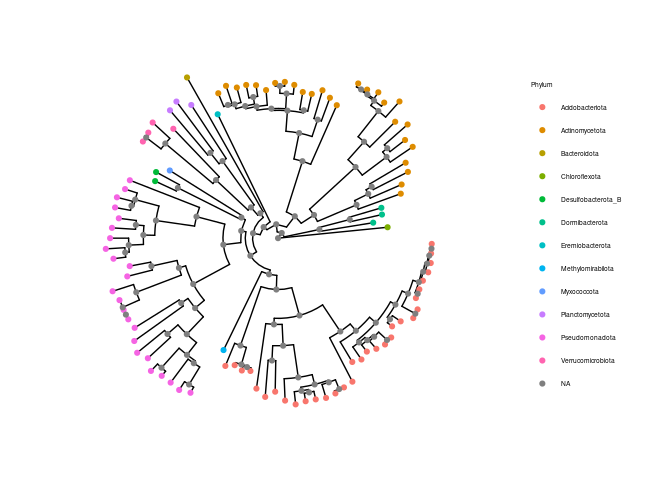 Phylum
Acidobacteriota
Actinomycetota
Bacteroidota
Chloroflexota
Desulfobacterota_B
Dormibacterota
Eremiobacterota
Methylomirabilota
Myxococcota
Planctomycetota
Pseudomonadota
Verrucomicrobiota
NA